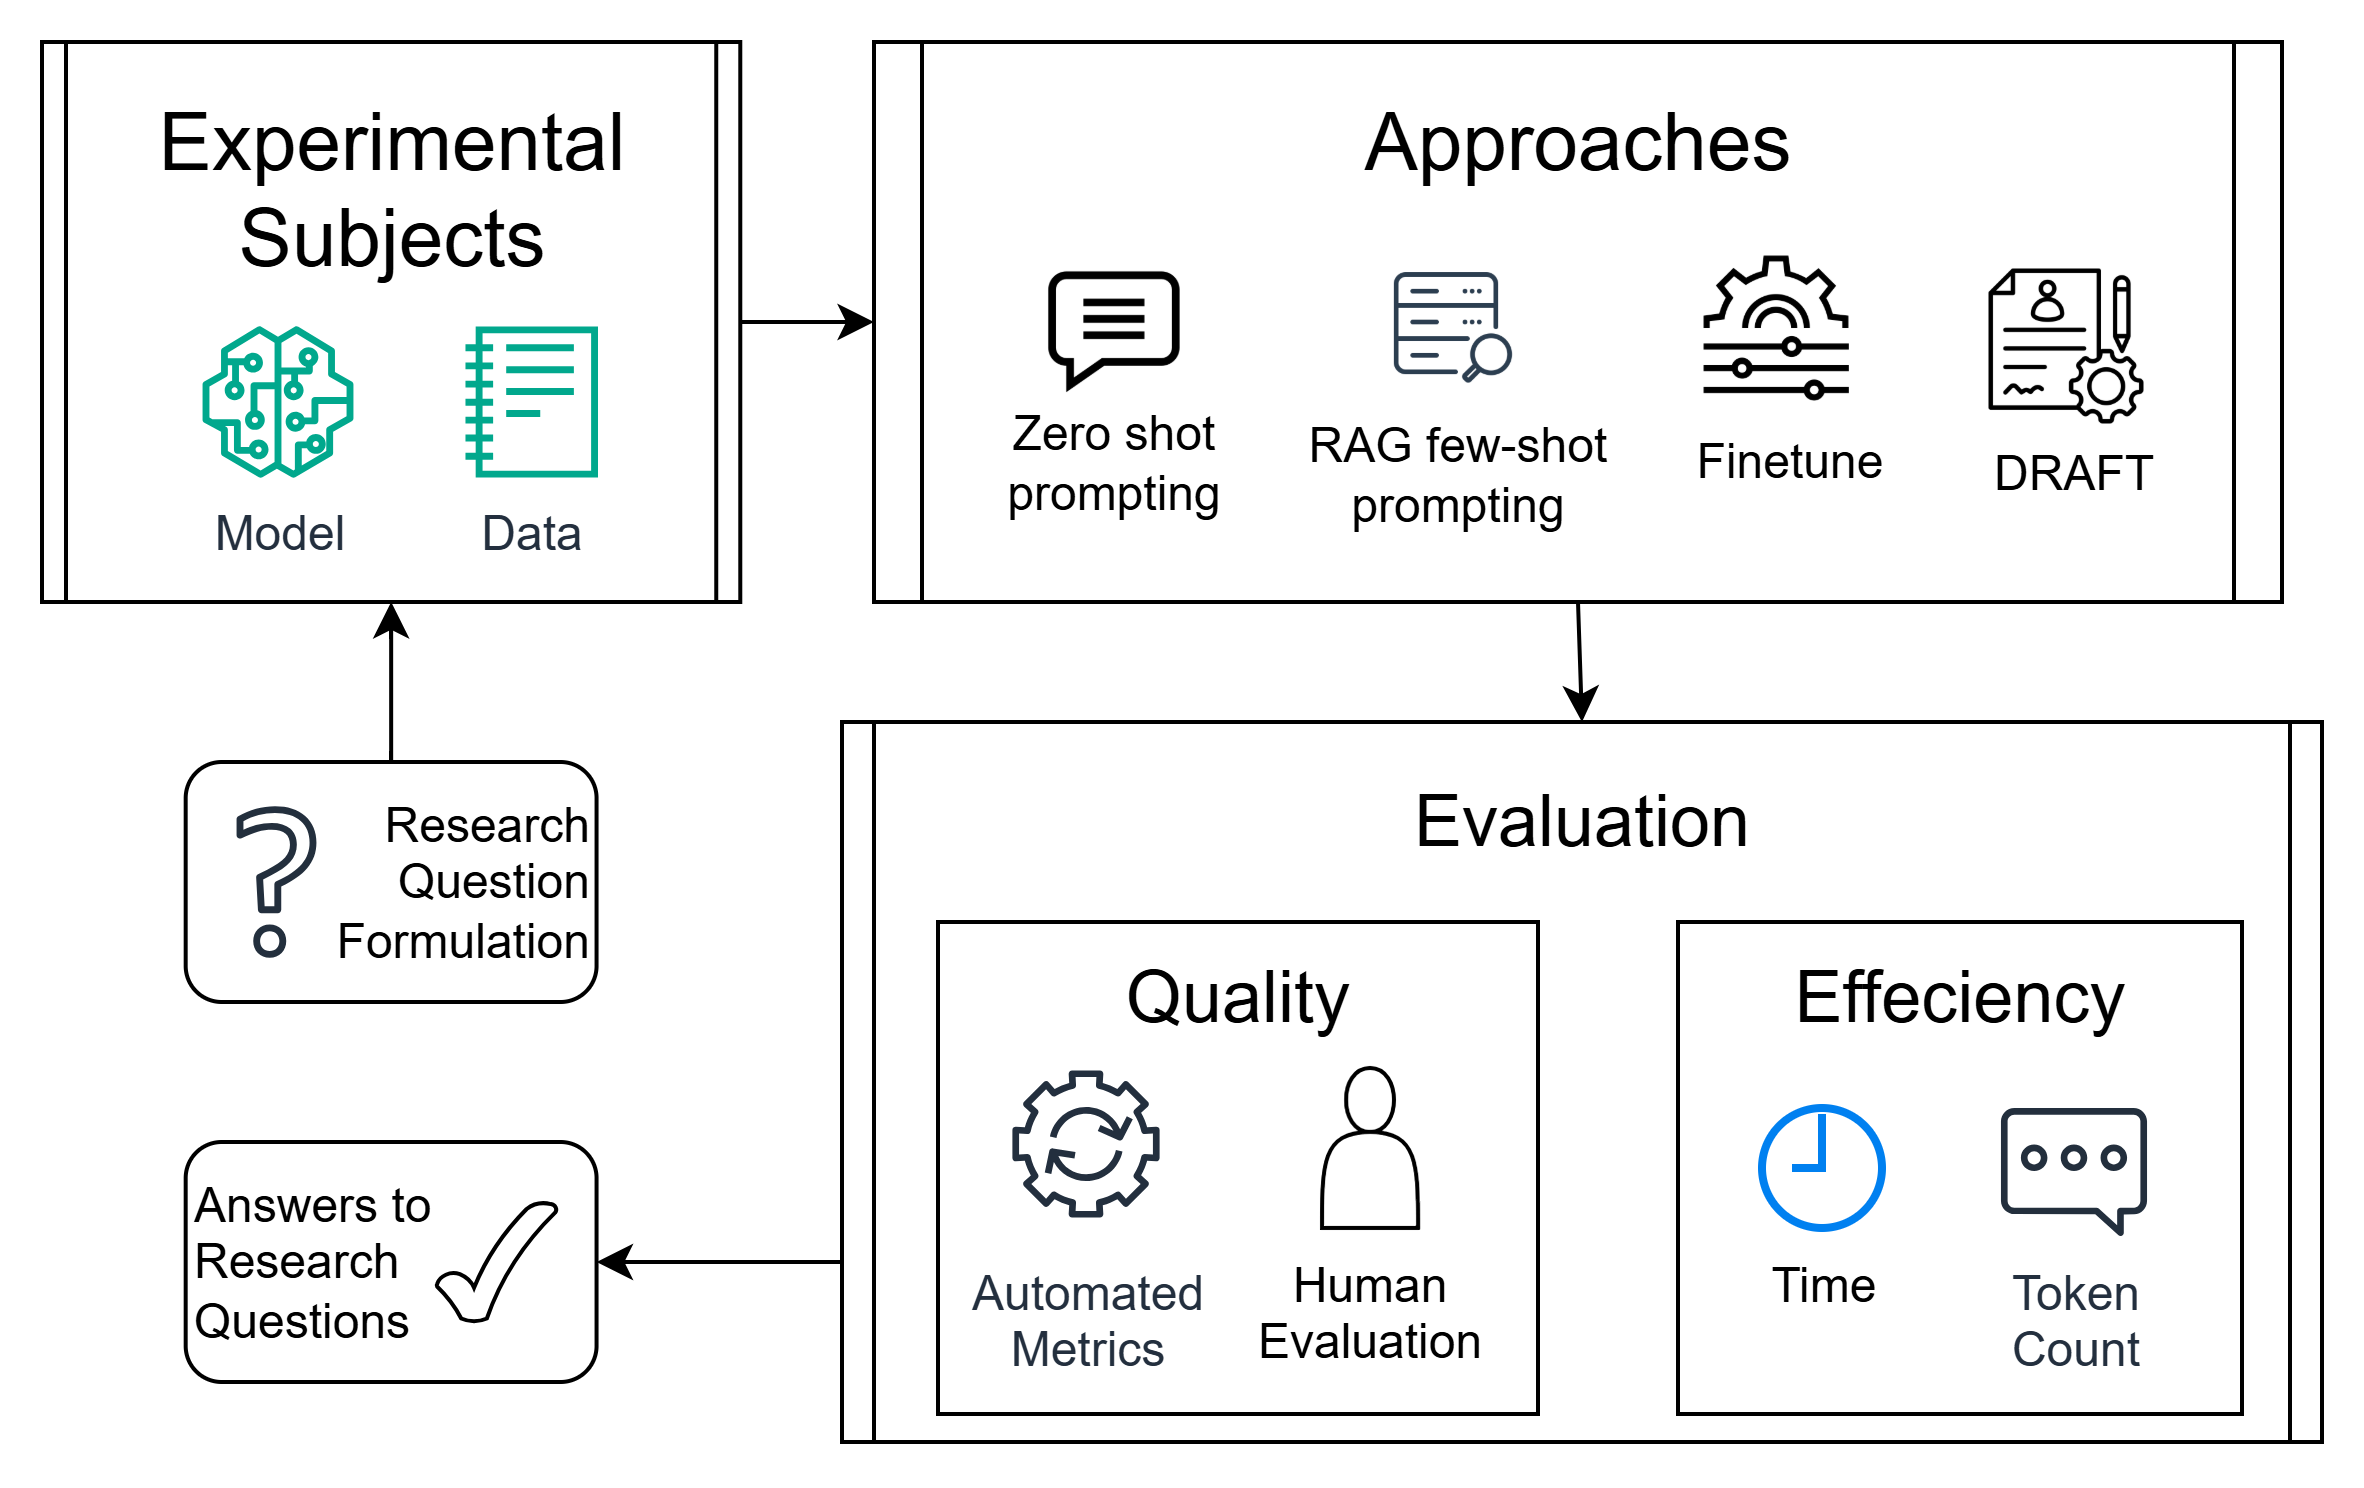 Experimental
Subjects
Model
Data
Approaches
Zero shot
prompting
RAG few-shot
prompting
Finetune
DRAFT
Research
Question
Formulation
Evaluation
Quality
Automated
Metrics
Human
Evaluation
Effeciency
Time
Token
Count
Answers to
Research
Questions